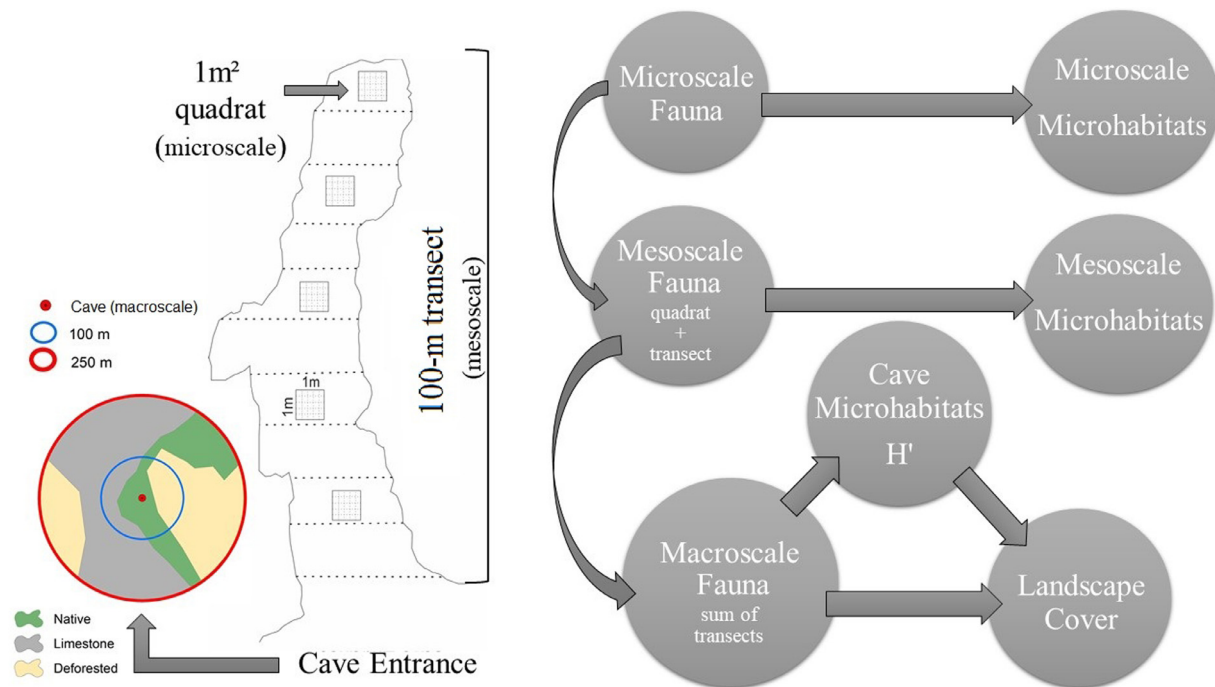 1m²
quadrat
(microscale)
100-m transect
(mesoscale)
Cave (macroscale)
100 m
250 m
1m
1m
Native
Limestone
Deforested
Cave Entrance
Microscale
Fauna
Microscale
Microhabitats
Mesoscale
Fauna
quadrat
+
transect
Mesoscale
Microhabitats
Cave
Microhabitats
H'
Macroscale
Fauna
sum of
transects
Landscape
Cover